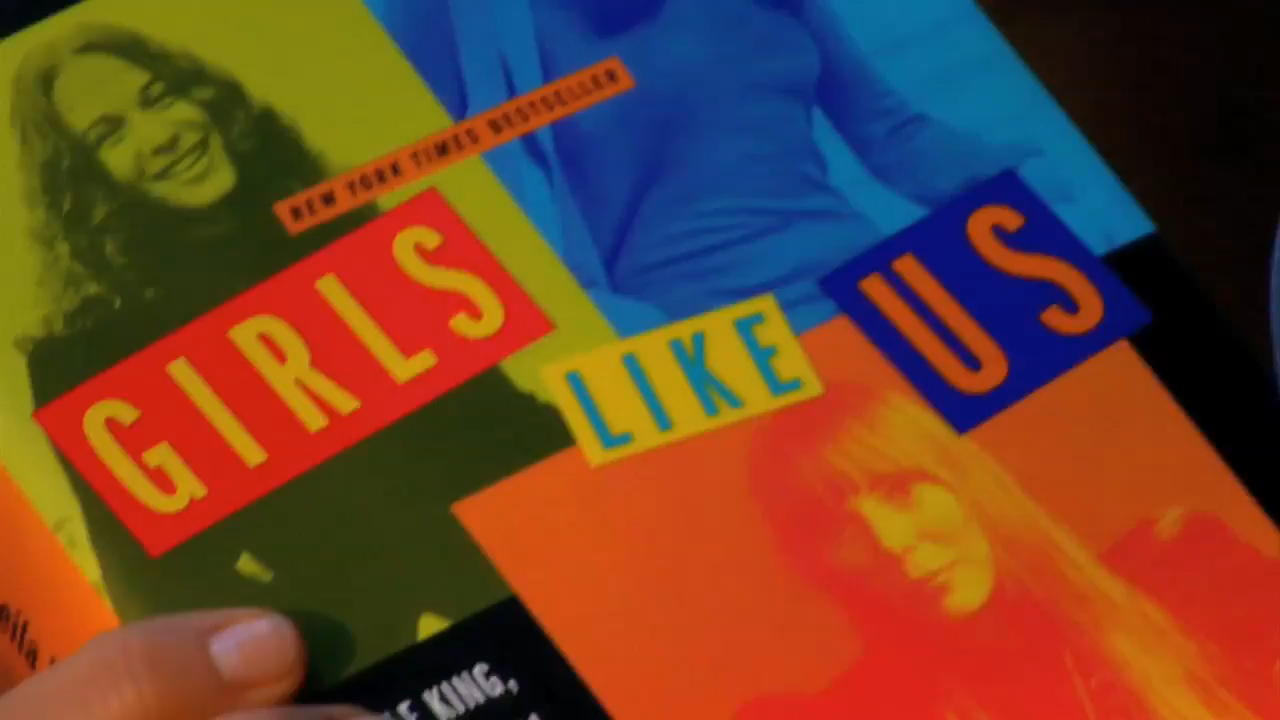 NEW YORK TIMES BESTSELLER
GIRLS
LIKE
US
KING,